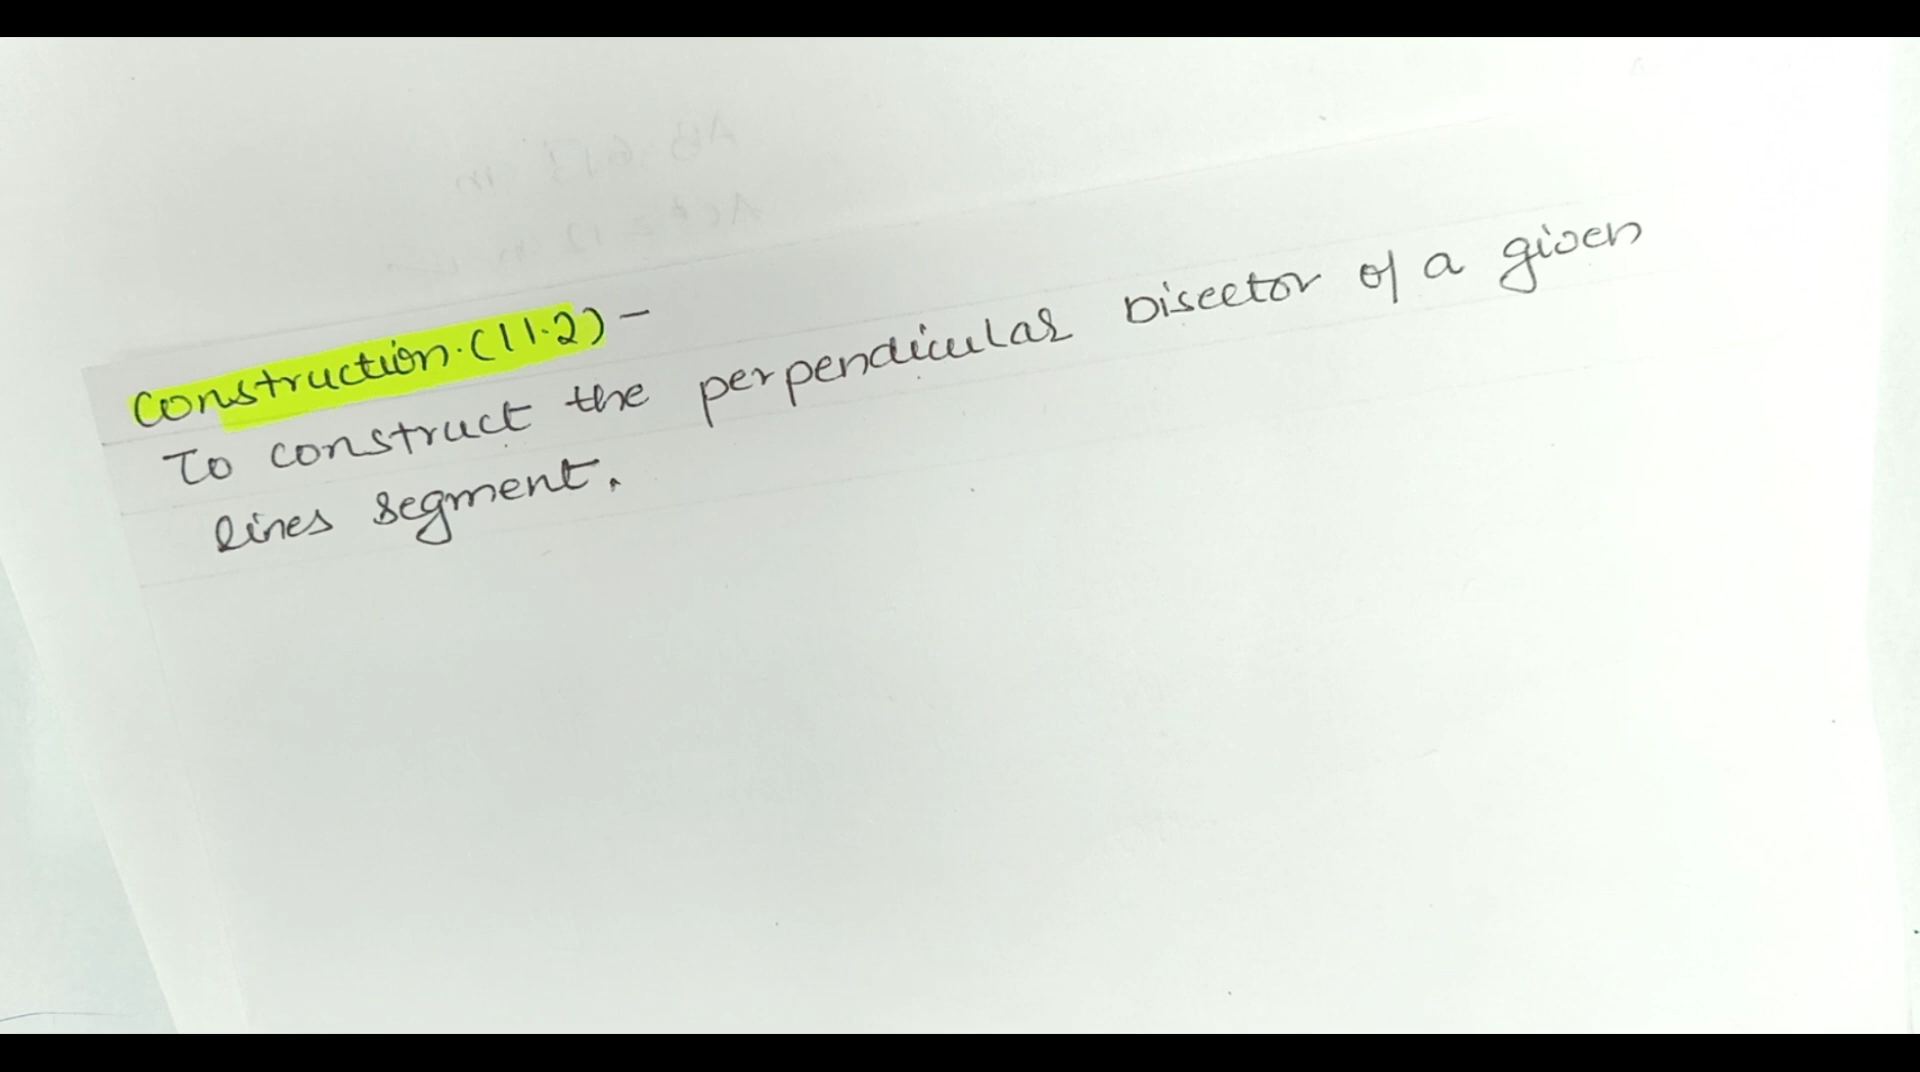 Construction.(11.2) -
To construct the perpendicular Bisector of a given
lines segment.